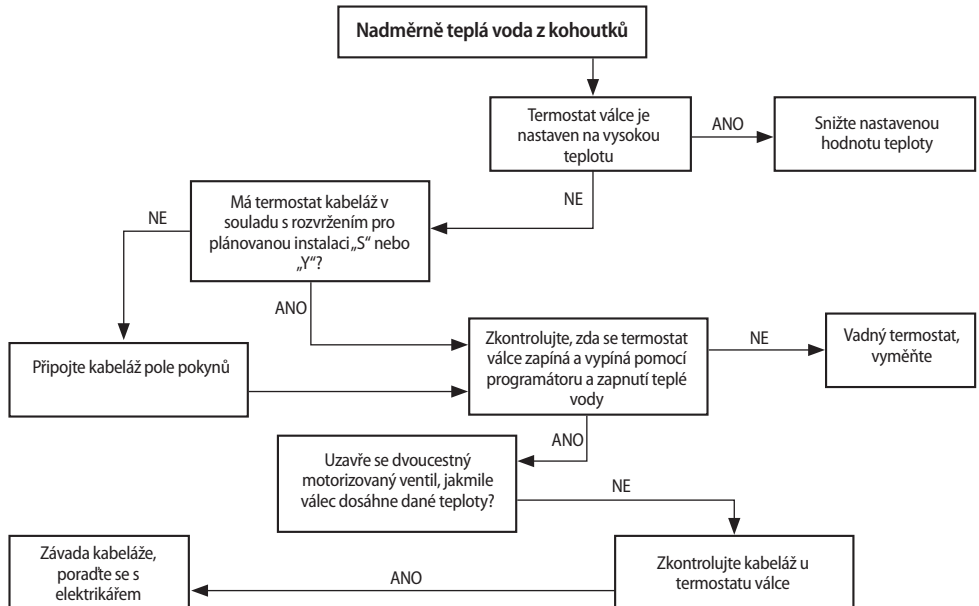 Nadměrně teplá voda z kohoutků
Termostat válce je
nastaven na vysokou
teplotu
ANO
Snižte nastavenou
hodnotu teploty
NE
Má termostat kabeláž v
souladu s rozvržením pro
plánovanou instalaci „S“ nebo
„Y“?
NE
ANO
Připojte kabeláž pole pokynů
Zkontrolujte, zda se termostat
válce zapíná a vypíná pomocí
programátoru a zapnutí teplé
vody
NE
Vadný termostat,
vyměňte
ANO
Uzavře se dvoucestný
motorizovaný ventil, jakmile
válec dosáhne dané teploty?
NE
Zkontrolujte kabeláž u
termostatu válce
ANO
Závada kabeláže,
poraďte se s
elektrikářem